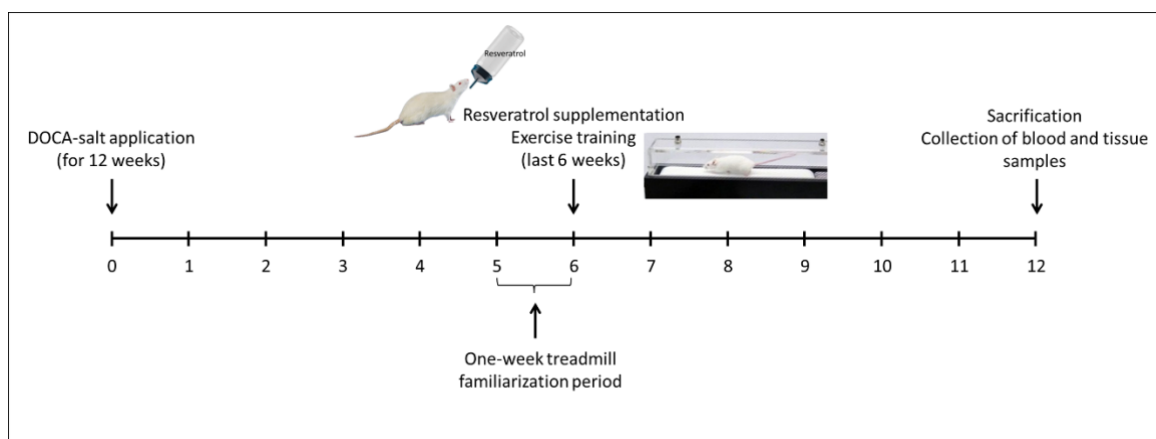 Resveratrol
DOCA-salt application
(for 12 weeks)
Resveratrol supplementation
Exercise training
(last 6 weeks)
Sacrification
Collection of blood and tissue
samples
0 1 2 3 4 5 6 7 8 9 10 11 12
One-week treadmill
familiarization period